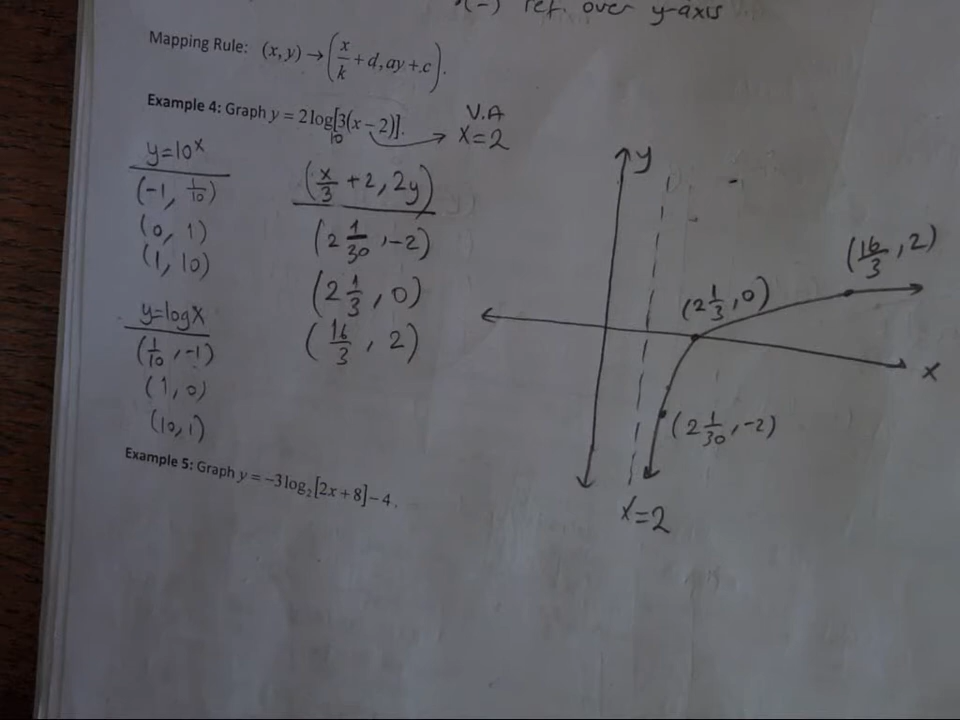 (-) ref. over y-axis
Mapping Rule: (x, y) → (x/k + d, ay + c).
Example 4: Graph y = 2log[3(x − 2)].
10
V.A
x=2
y=10^x
(-1, 1/10)
(0, 1)
(1, 10)
y=logx
(1/10, -1)
(1, 0)
(10, 1)
(x/3 + 2, 2y)
(2 1/30, -2)
(2 1/3, 0)
(16/3, 2)
y
(16/3, 2)
(2 1/3, 0)
x
(2 1/30, -2)
x=2
Example 5: Graph y = −3log₂[2x + 8] − 4.